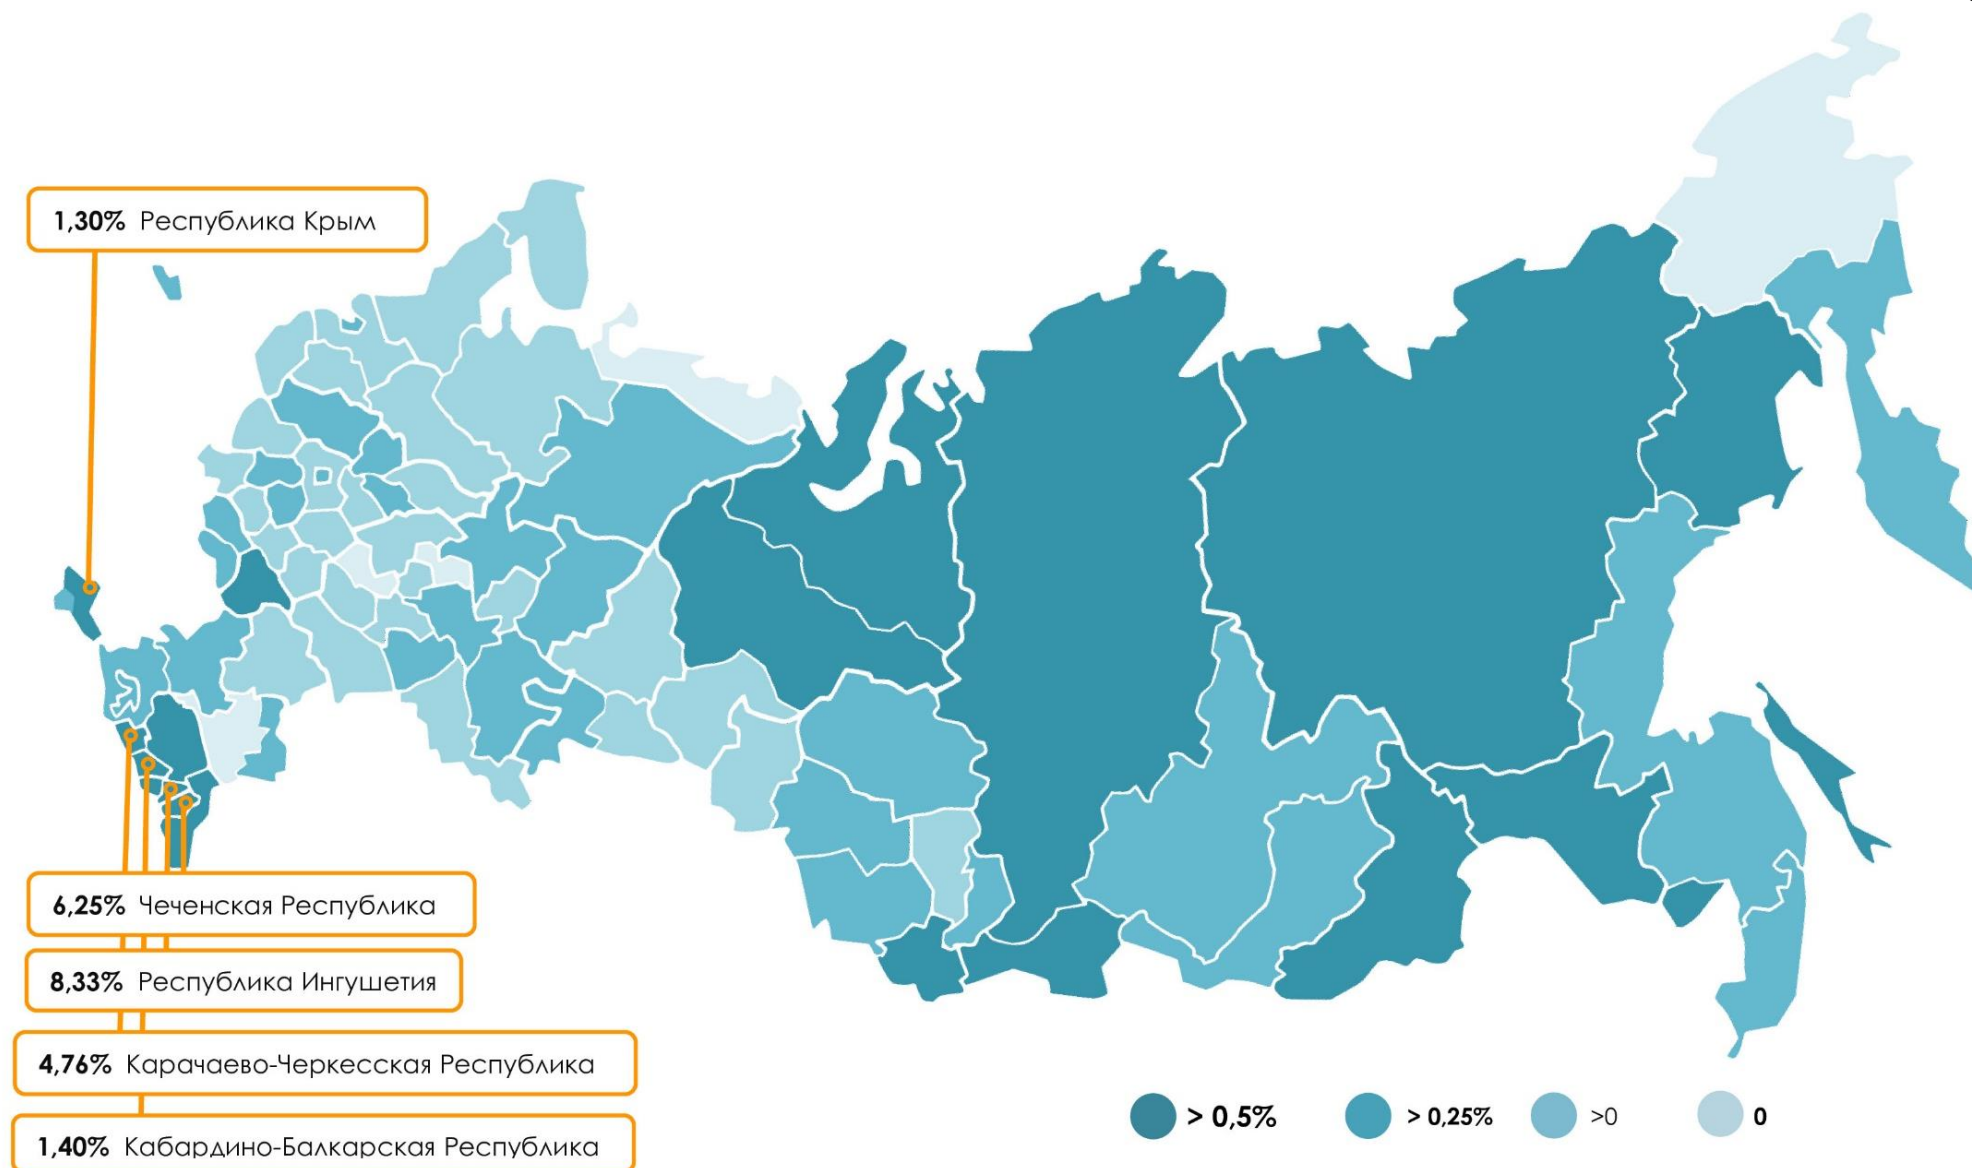 1,30% Республика Крым
6,25% Чеченская Республика
8,33% Республика Ингушетия
4,76% Карачаево-Черкесская Республика
1,40% Кабардино-Балкарская Республика
> 0,5% > 0,25% >0 0